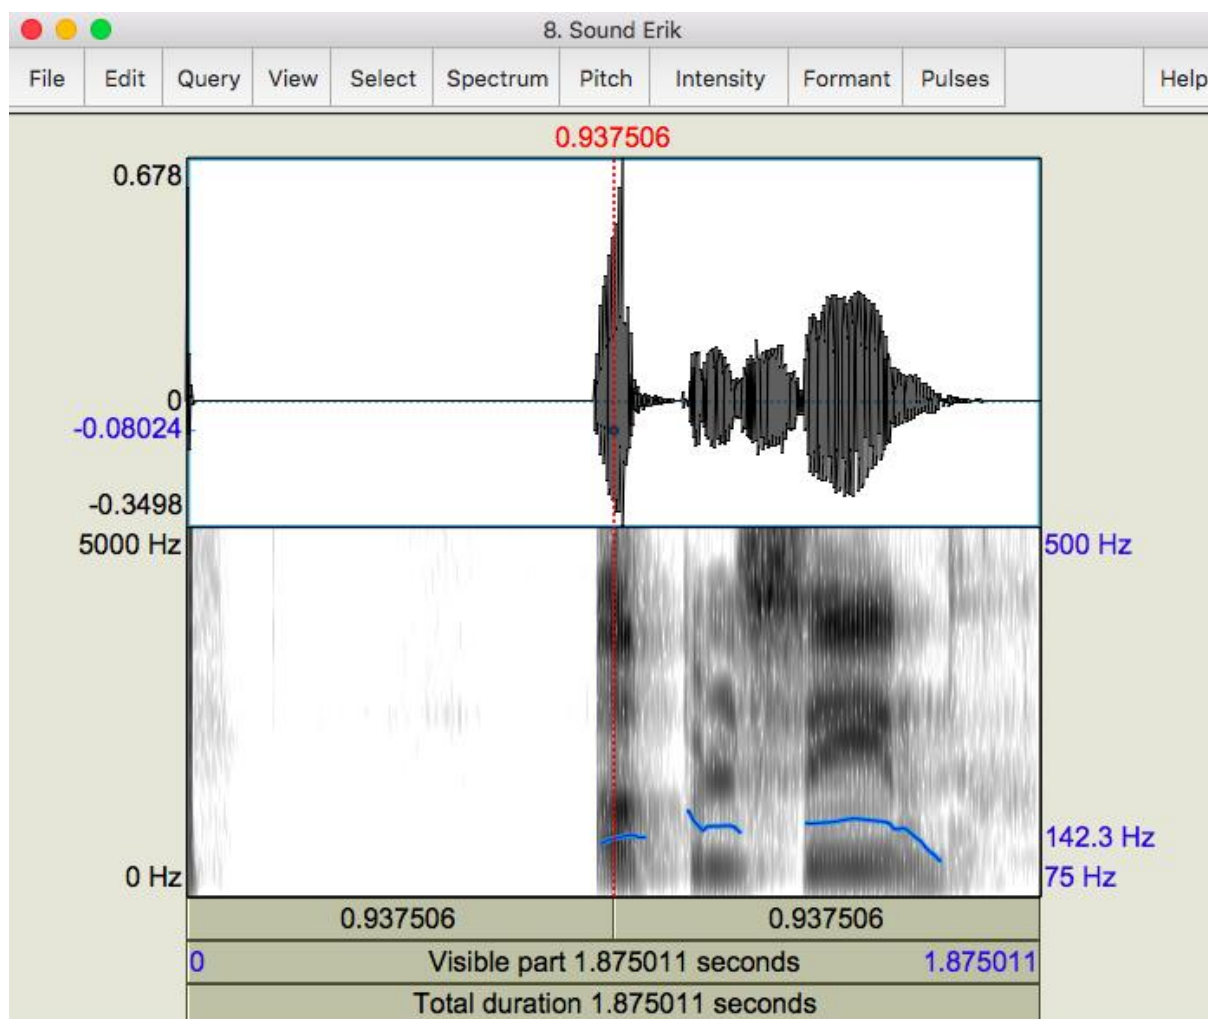 8. Sound Erik
File Edit Query View Select Spectrum Pitch Intensity Formant Pulses Help
0.937506
0.678
0
-0.08024
-0.3498
5000 Hz 500 Hz
142.3 Hz
0 Hz 75 Hz
0.937506 0.937506
0 Visible part 1.875011 seconds 1.875011
Total duration 1.875011 seconds